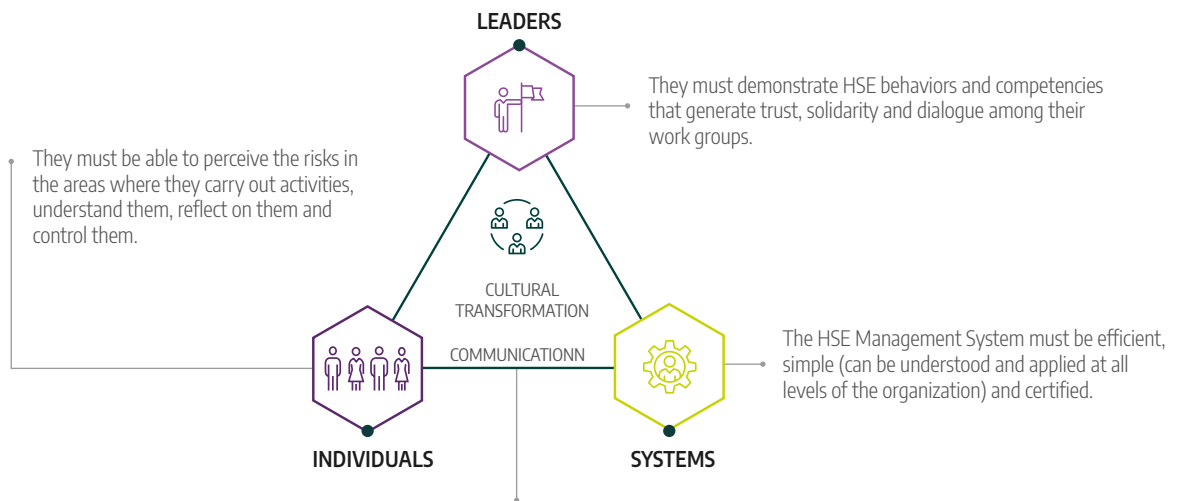 LEADERS
They must demonstrate HSE behaviors and competencies
that generate trust, solidarity and dialogue among their
work groups.
They must be able to perceive the risks in
the areas where they carry out activities,
understand them, reflect on them and
control them.
CULTURAL
TRANSFORMATION
COMMUNICATIONN
The HSE Management System must be efficient,
simple (can be understood and applied at all
levels of the organization) and certified.
INDIVIDUALS
SYSTEMS